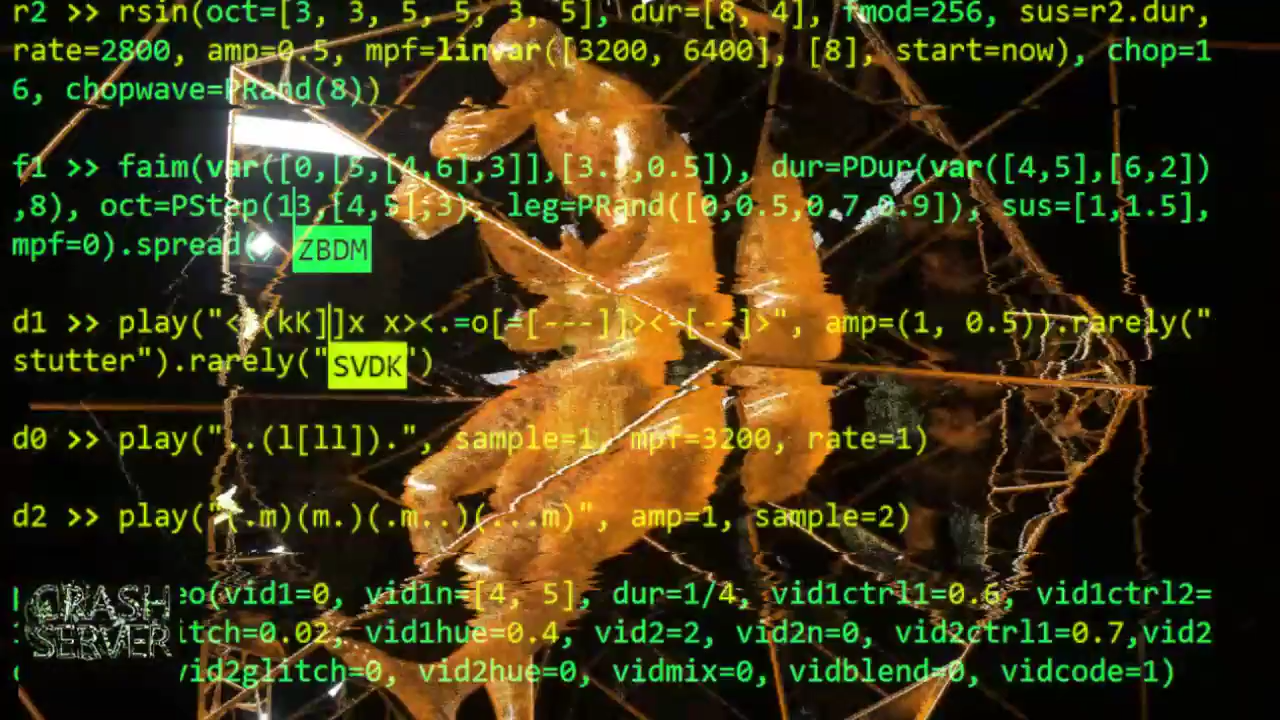 r2 >> rsin(oct=[3, 3, 5, 5, 3, 5], dur=[8, 4], fmod=256, sus=r2.dur,
rate=2800, amp=0.5, mpf=linvar([3200, 6400], [8], start=now), chop=1
6, chopwave=PRand(8))
f1 >> faim(var([0,[5,[4,6],3]],[3.5,0.5]), dur=PDur(var([4,5],[6,2])
,8), oct=PStep(13,[4,5],3), leg=PRand([0,0.5,0.7,0.9]), sus=[1,1.5],
mpf=0).spread() ZBDM
d1 >> play("<|(kK]]x x><.=o[=[---]]><-[--]>", amp=(1, 0.5)).rarely("
stutter").rarely(" SVDK ")
d0 >> play("..(l[ll]).", sample=1, mpf=3200, rate=1)
d2 >> play("(.m)(m.)(.m..)(...m)", amp=1, sample=2)
eo(vid1=0, vid1n=[4, 5], dur=1/4, vid1ctrl1=0.6, vid1ctrl2=
itch=0.02, vid1hue=0.4, vid2=2, vid2n=0, vid2ctrl1=0.7,vid2
vid2glitch=0, vid2hue=0, vidmix=0, vidblend=0, vidcode=1)
CRASH
SERVER